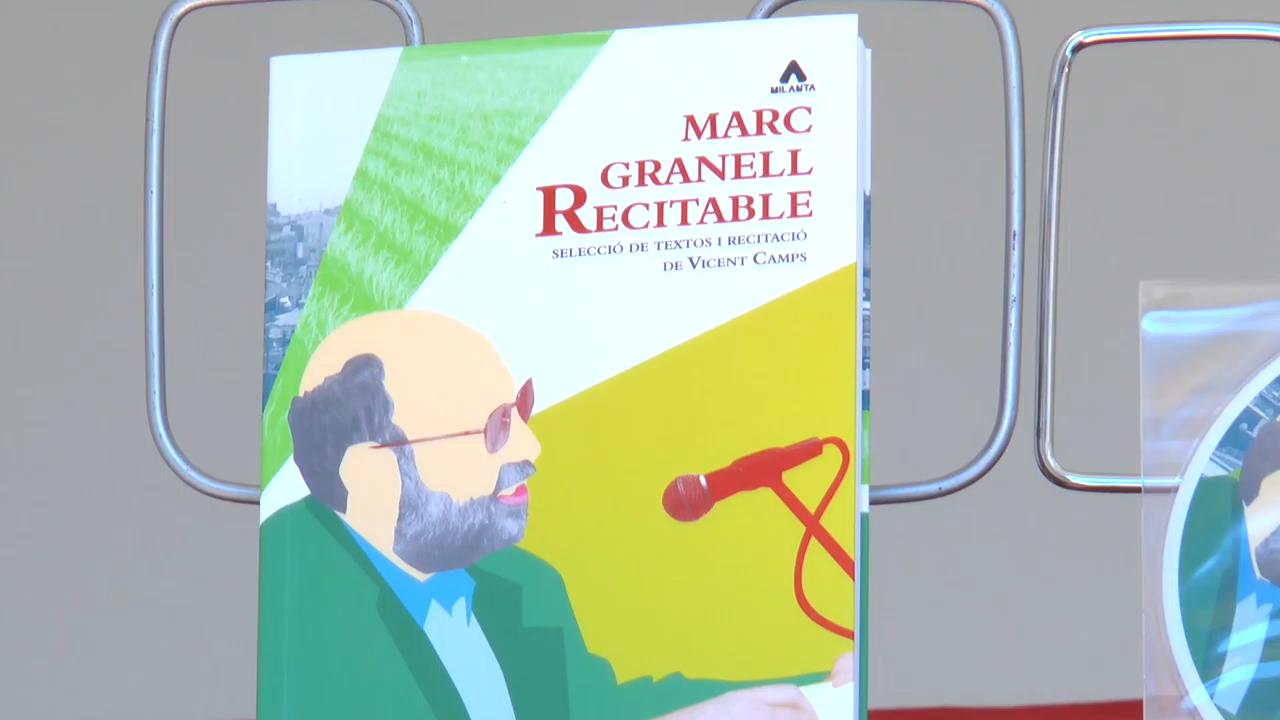 MILANTA
MARC
GRANELL
RECITABLE
SELECCIÓ DE TEXTOS I RECITACIÓ
DE VICENT CAMPS